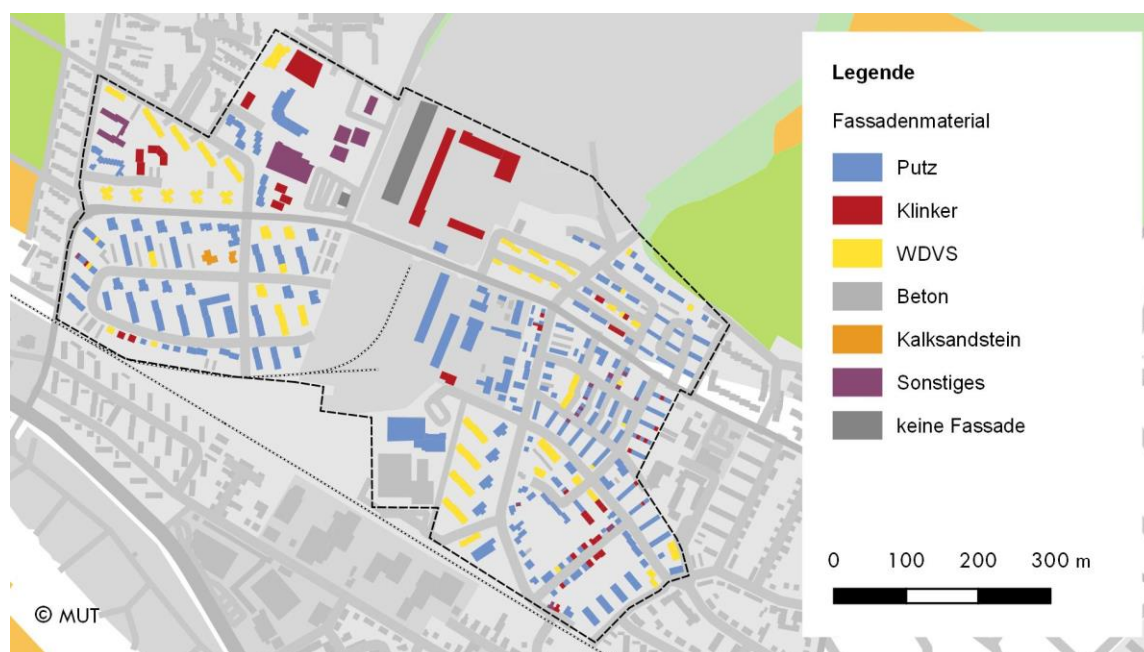 Legende
Fassadenmaterial
Putz
Klinker
WDVS
Beton
Kalksandstein
Sonstiges
keine Fassade
0 100 200 300 m
© MUT